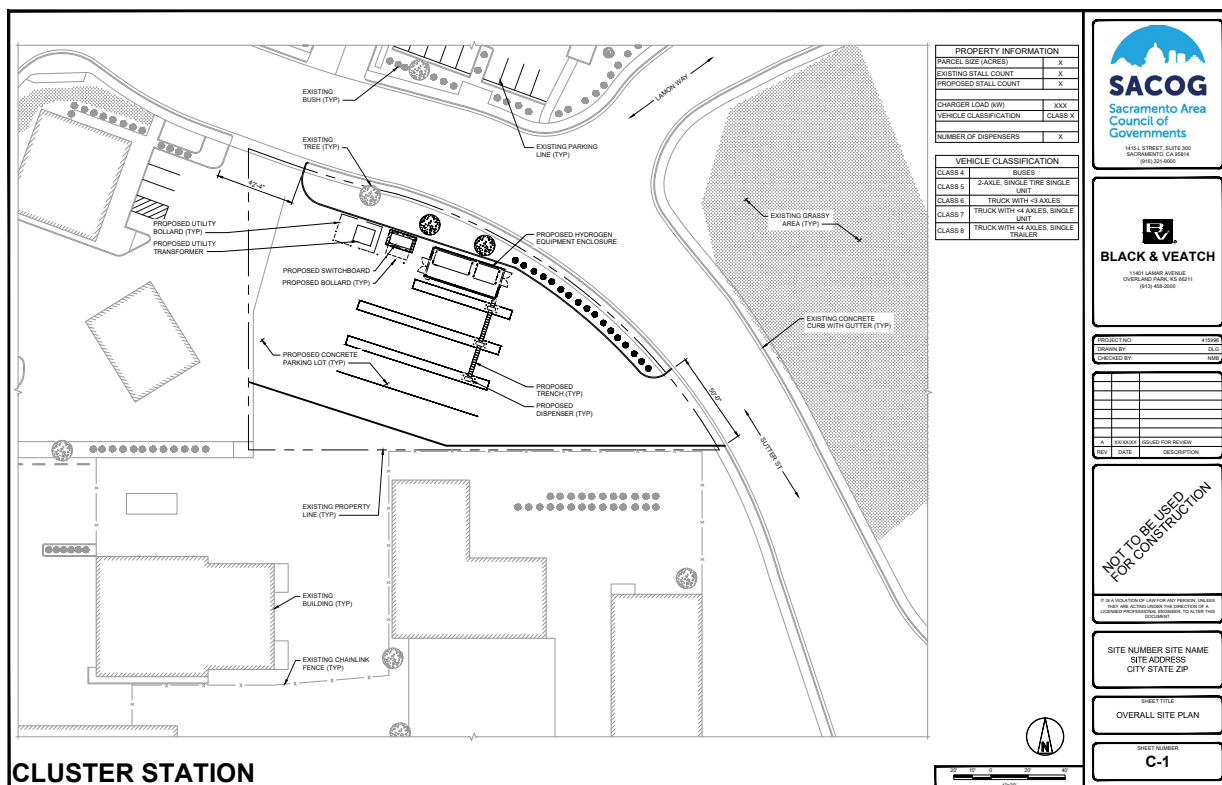 EXISTING
BUSH (TYP)
LAMON WAY
EXISTING
TREE (TYP)
EXISTING PARKING
LINE (TYP)
42'-4"
PROPOSED UTILITY
BOLLARD (TYP)
PROPOSED UTILITY
TRANSFORMER
PROPOSED HYDROGEN
EQUIPMENT ENCLOSURE
EXISTING GRASSY
AREA (TYP)
PROPOSED SWITCHBOARD
PROPOSED BOLLARD (TYP)
EXISTING CONCRETE
CURB WITH GUTTER (TYP)
PROPOSED CONCRETE
PARKING LOT (TYP)
PROPOSED
TRENCH (TYP)
PROPOSED
DISPENSER (TYP)
50'-0"
SUTTER ST
EXISTING PROPERTY
LINE (TYP)
EXISTING
BUILDING (TYP)
EXISTING CHAINLINK
FENCE (TYP)
CLUSTER STATION
PROPERTY INFORMATION
PARCEL SIZE (ACRES) X
EXISTING STALL COUNT X
PROPOSED STALL COUNT X
CHARGER LOAD (kW) XXX
VEHICLE CLASSIFICATION CLASS X
NUMBER OF DISPENSERS X
VEHICLE CLASSIFICATION
CLASS 4 BUSES
CLASS 5 2-AXLE, SINGLE TIRE SINGLE
UNIT
CLASS 6 TRUCK WITH <3 AXLES
CLASS 7 TRUCK WITH <4 AXLES, SINGLE
UNIT
CLASS 8 TRUCK WITH <4 AXLES, SINGLE
TRAILER
N
20' 10' 0 20' 40'
SACOG
Sacramento Area
Council of
Governments
1415 L STREET, SUITE 300
SACRAMENTO, CA 95814
(916) 321-9000
BV
BLACK & VEATCH
11401 LAMAR AVENUE
OVERLAND PARK, KS 66211
(913) 458-2000
PROJECT NO: 415996
DRAWN BY: DLG
CHECKED BY: NMB
A XX/XX/XX ISSUED FOR REVIEW
REV DATE DESCRIPTION
NOT TO BE USED
FOR CONSTRUCTION
IT IS A VIOLATION OF LAW FOR ANY PERSON, UNLESS
THEY ARE ACTING UNDER THE DIRECTION OF A
LICENSED PROFESSIONAL ENGINEER, TO ALTER THIS
DOCUMENT.
SITE NUMBER SITE NAME
SITE ADDRESS
CITY STATE ZIP
SHEET TITLE
OVERALL SITE PLAN
SHEET NUMBER
C-1